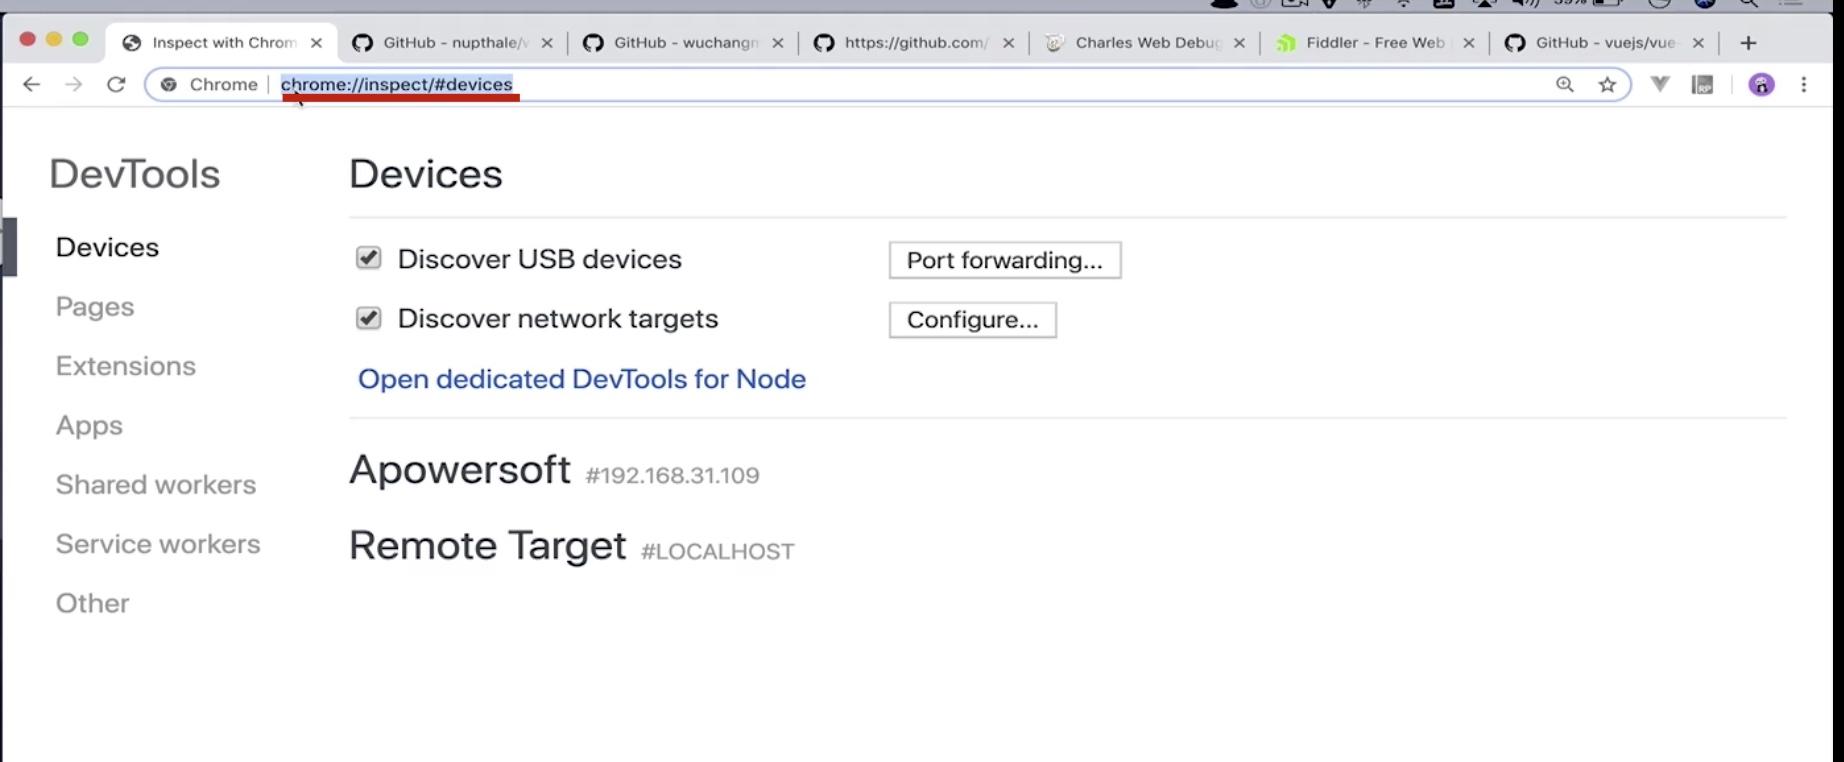 Inspect with Chrom
GitHub - nupthale/v
GitHub - wuchangm
https://github.com/
Charles Web Debug
Fiddler - Free Web
GitHub - vuejs/vue-
Chrome | chrome://inspect/#devices
DevTools
Devices
Pages
Extensions
Apps
Shared workers
Service workers
Other
Devices
Discover USB devices
Port forwarding...
Discover network targets
Configure...
Open dedicated DevTools for Node
Apowersoft #192.168.31.109
Remote Target #LOCALHOST